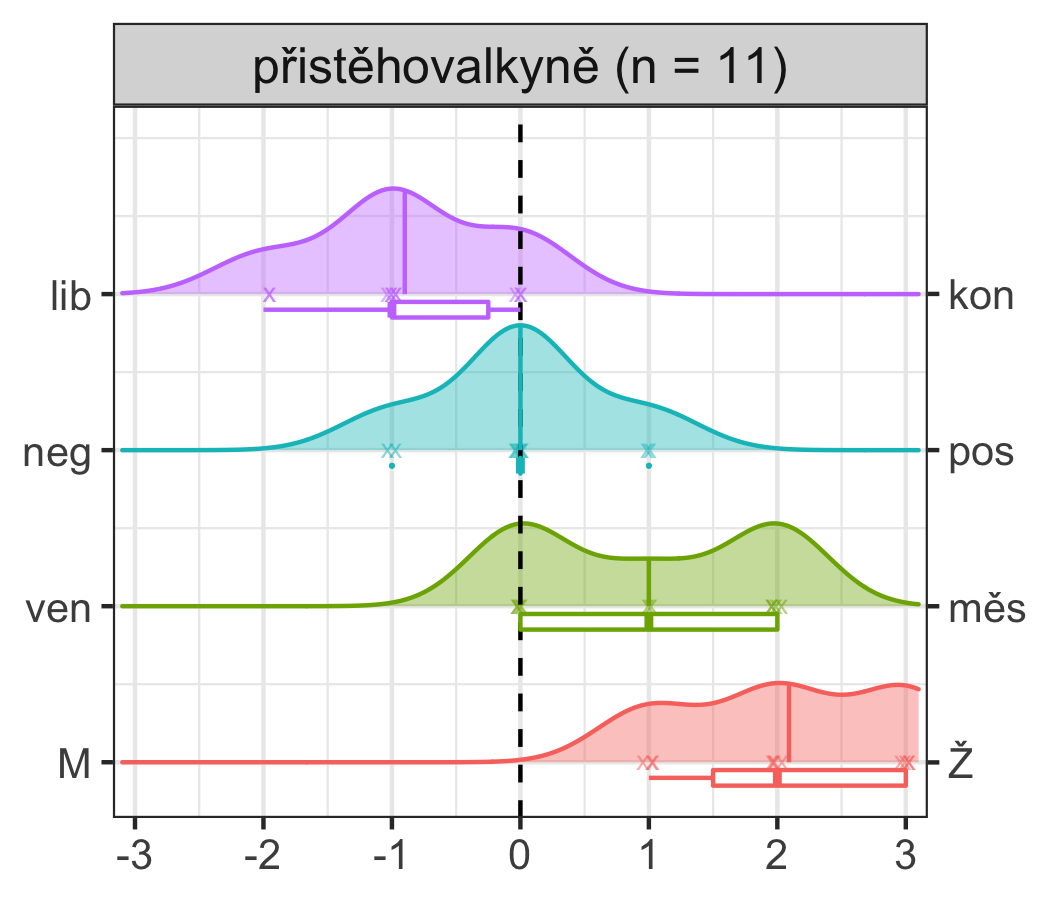 přistěhovalkyně (n = 11)
lib kon
neg pos
ven měs
M Ž
-3 -2 -1 0 1 2 3